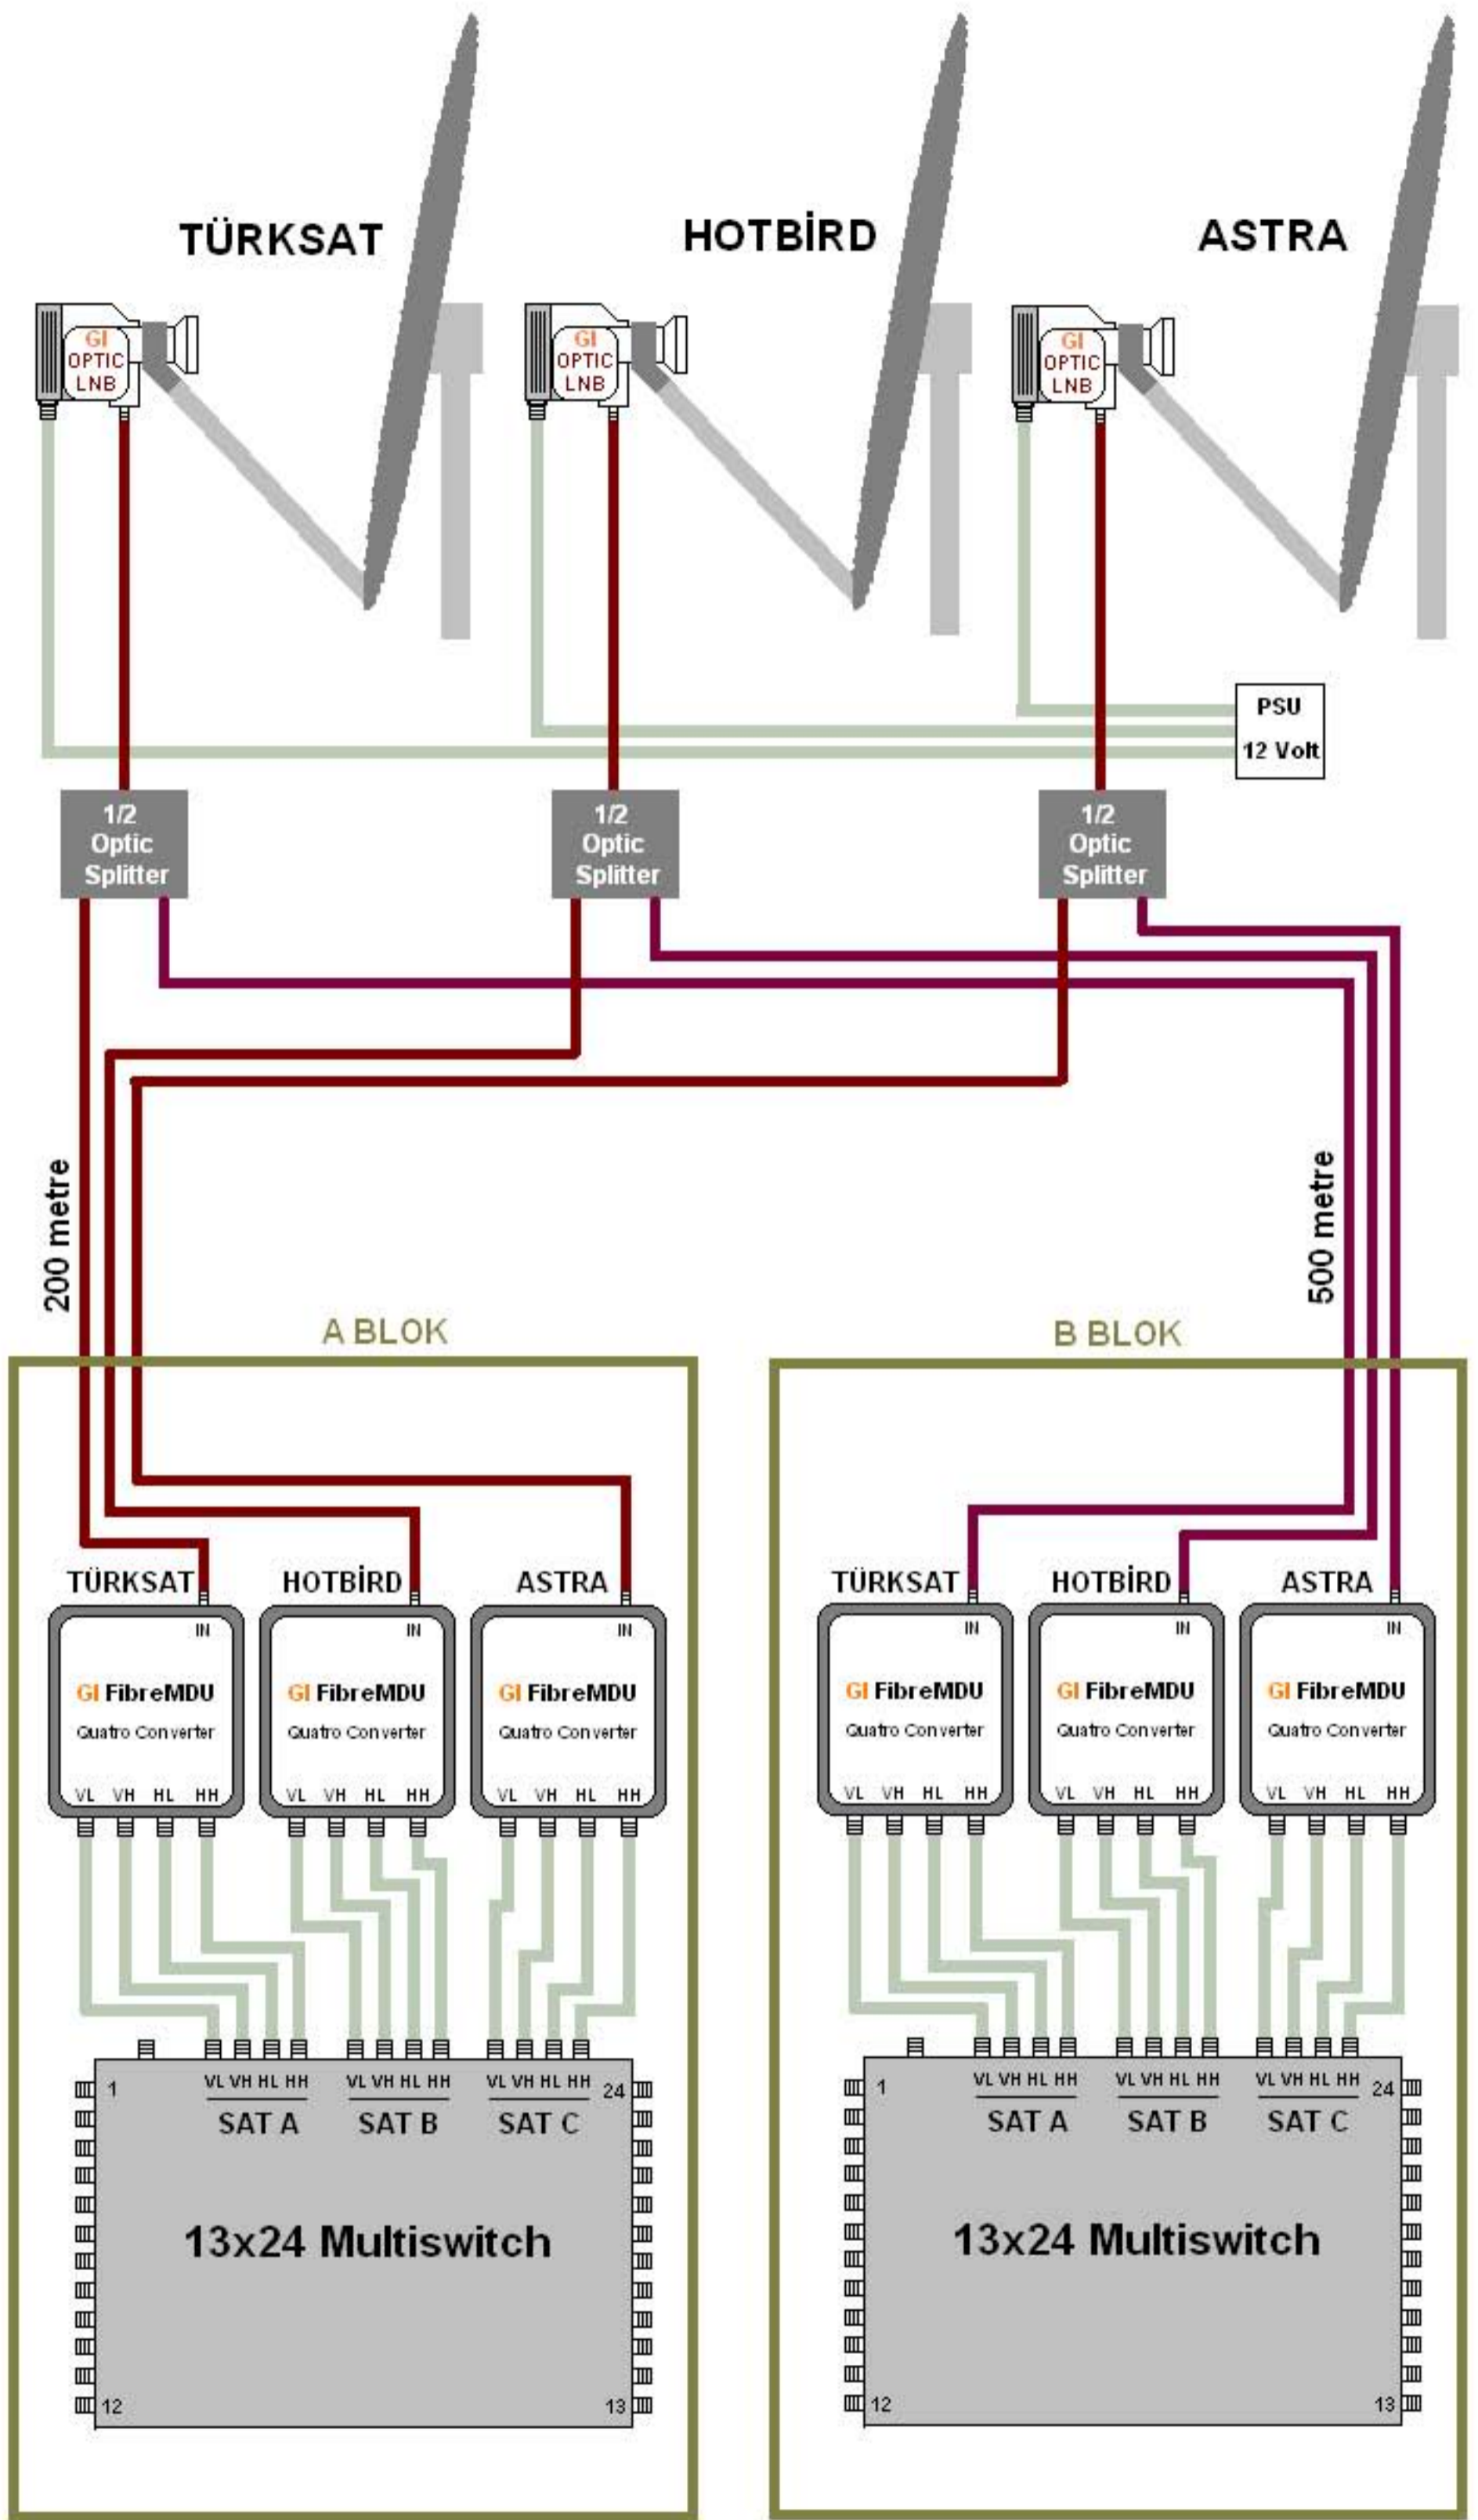 TÜRKSAT
HOTBİRD
ASTRA
GI
OPTIC
LNB
GI
OPTIC
LNB
GI
OPTIC
LNB
PSU
12 Volt
1/2
Optic
Splitter
1/2
Optic
Splitter
1/2
Optic
Splitter
200 metre
500 metre
A BLOK
TÜRKSAT
HOTBİRD
ASTRA
IN
GI FibreMDU
Quatro Converter
VL VH HL HH
IN
GI FibreMDU
Quatro Converter
VL VH HL HH
IN
GI FibreMDU
Quatro Converter
VL VH HL HH
1
VL VH HL HH
SAT A
VL VH HL HH
SAT B
VL VH HL HH
SAT C
24
13x24 Multiswitch
12
13
B BLOK
TÜRKSAT
HOTBİRD
ASTRA
IN
GI FibreMDU
Quatro Converter
VL VH HL HH
IN
GI FibreMDU
Quatro Converter
VL VH HL HH
IN
GI FibreMDU
Quatro Converter
VL VH HL HH
1
VL VH HL HH
SAT A
VL VH HL HH
SAT B
VL VH HL HH
SAT C
24
13x24 Multiswitch
12
13